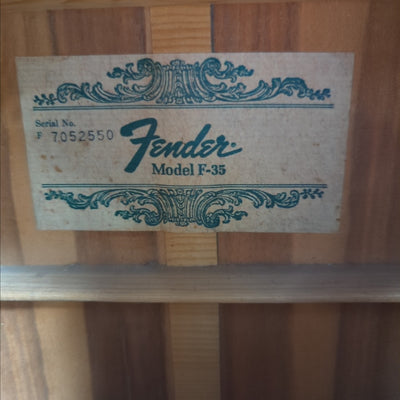 Serial No.
F 7052550
Fender
Model F-35